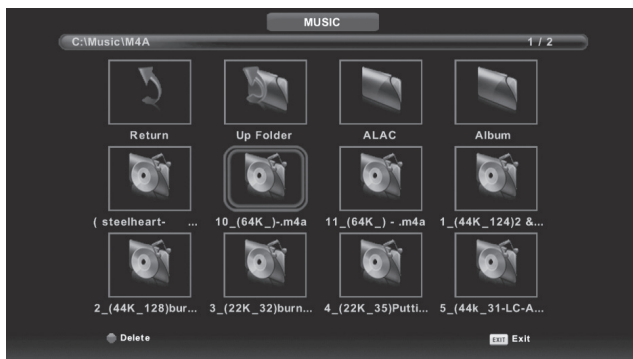 MUSIC
C:\Music\M4A 1 / 2
Return Up Folder ALAC Album
( steelheart- ... 10_(64K_)-.m4a 11_(64K_) - .m4a 1_(44K_124)2 &...
2_(44K_128)bur... 3_(22K_32)burn... 4_(22K_35)Putti... 5_(44k_31-LC-A...
Delete EXIT Exit